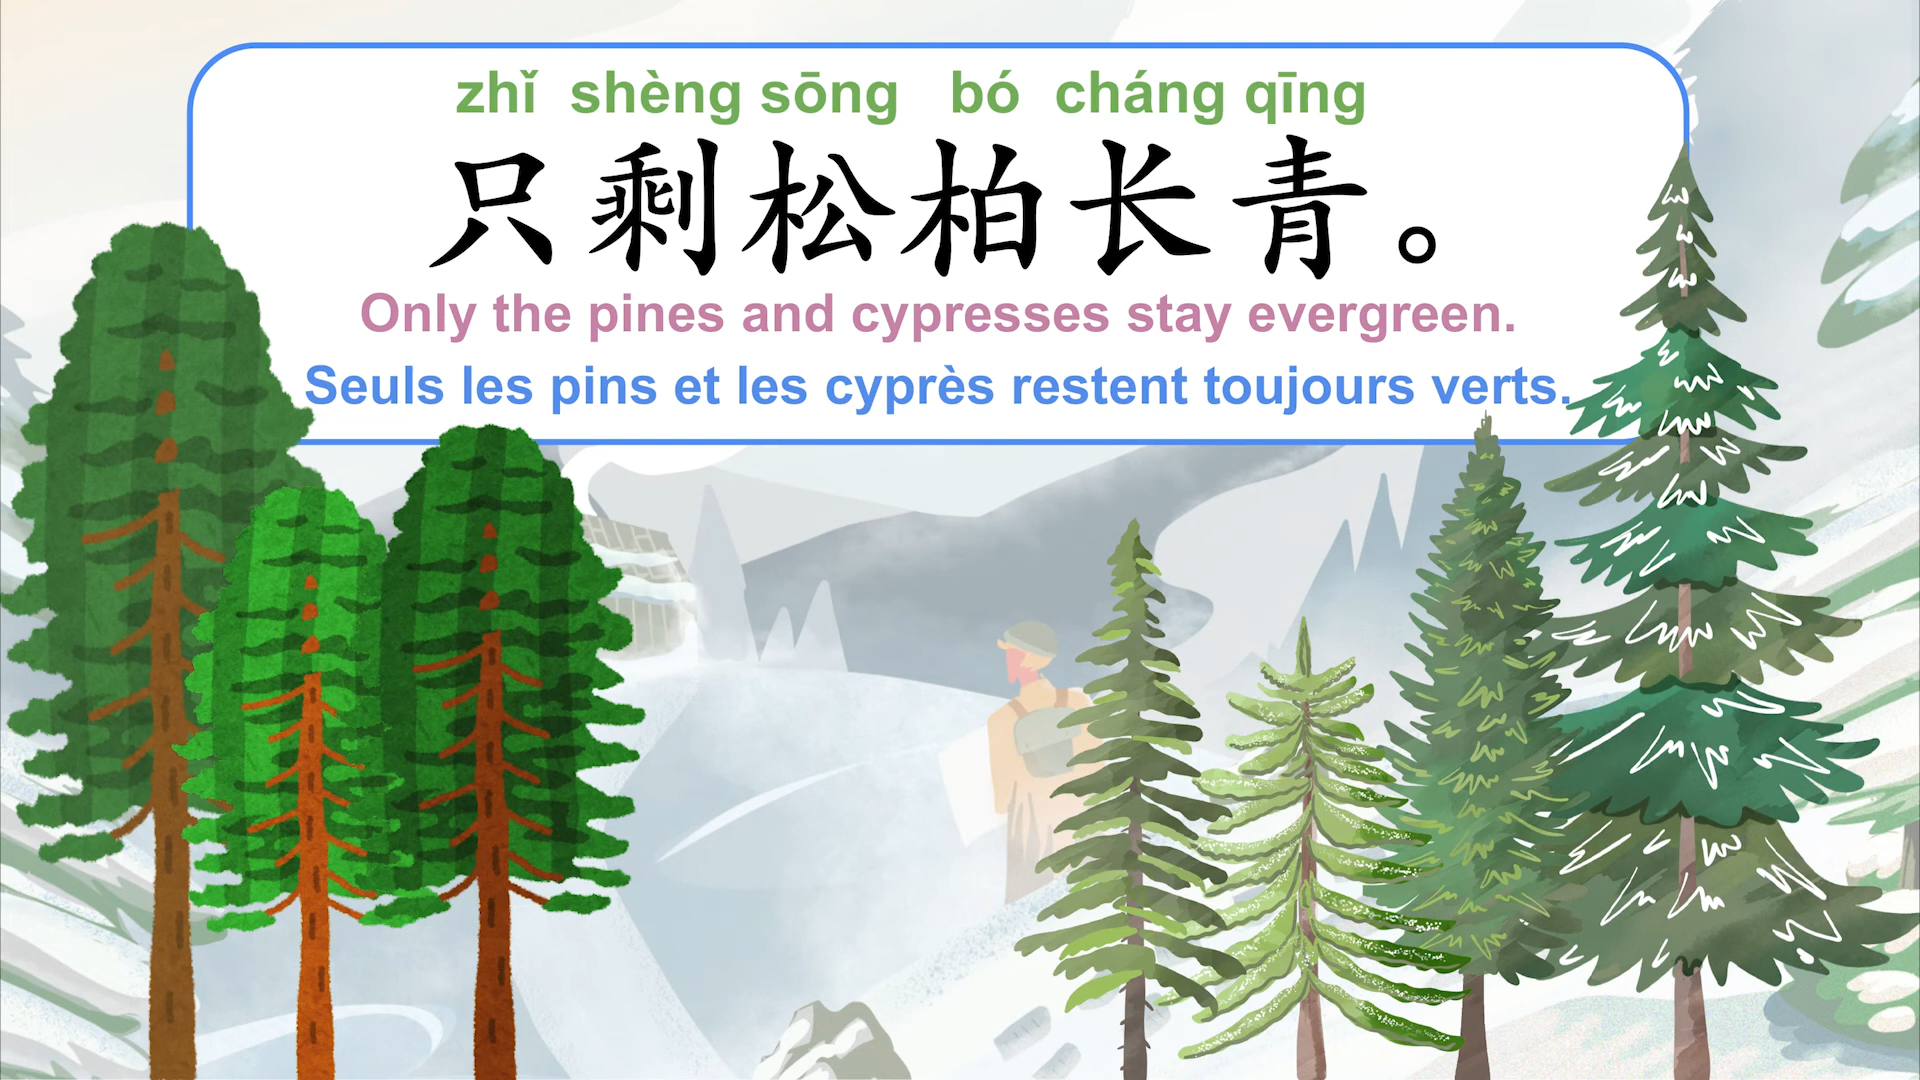 zhǐ shèng sōng bó cháng qīng
只剩松柏长青。
Only the pines and cypresses stay evergreen.
Seuls les pins et les cyprès restent toujours verts.